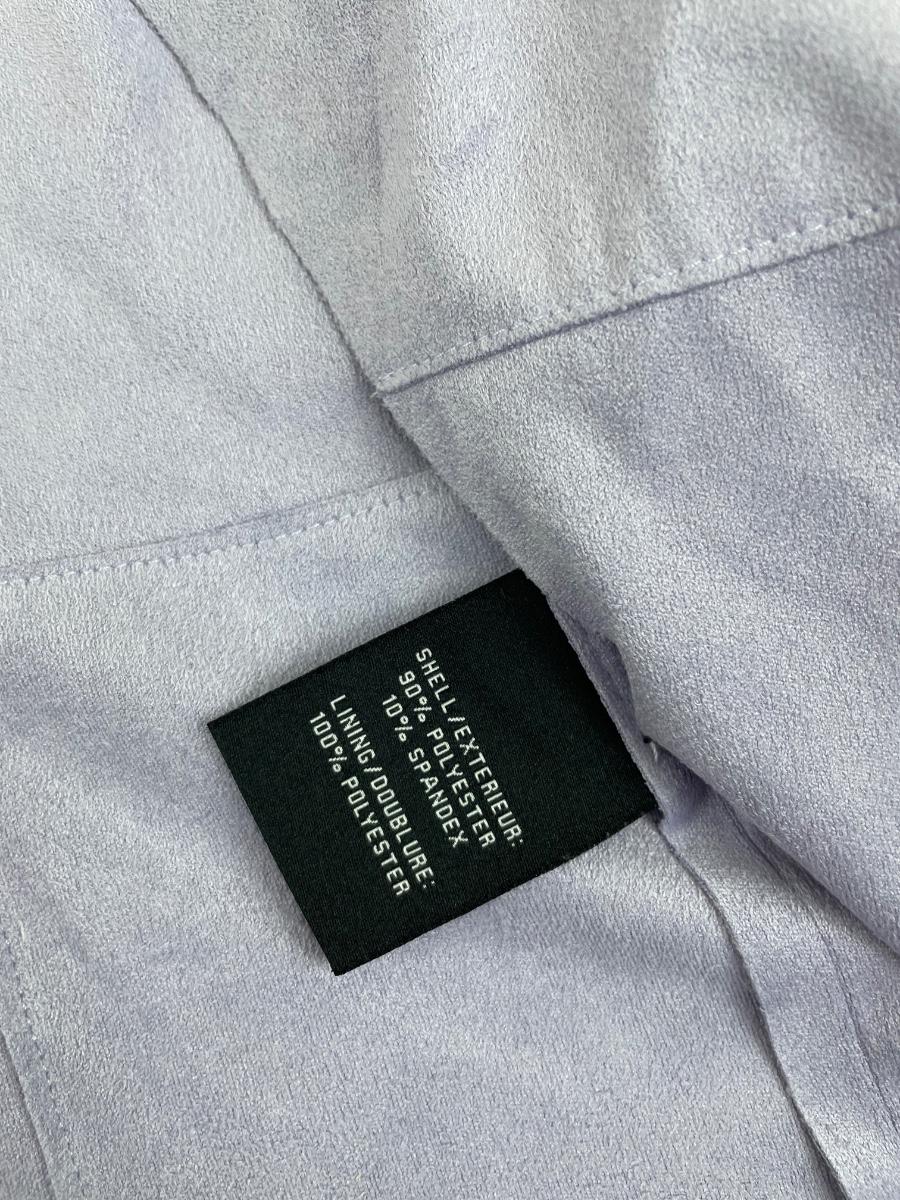 SHELL/EXTERIEUR:
90% POLYESTER
10% SPANDEX
LINING/DOUBLURE:
100% POLYESTER